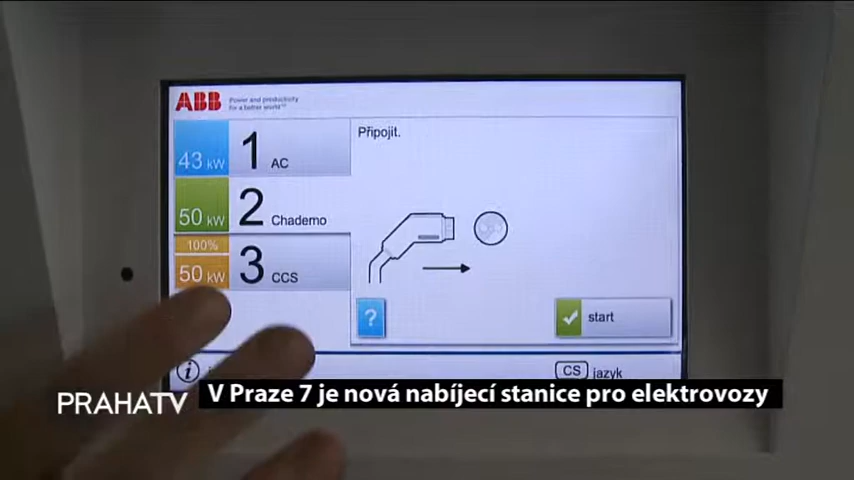 ABB
Power and productivity
for a better world™
43 kW
1 AC
50 kW
2 Chademo
100%
50 kW
3 CCS
Připojit.
?
start
i
CS jazyk
PRAHATV
V Praze 7 je nová nabíjecí stanice pro elektrovozy